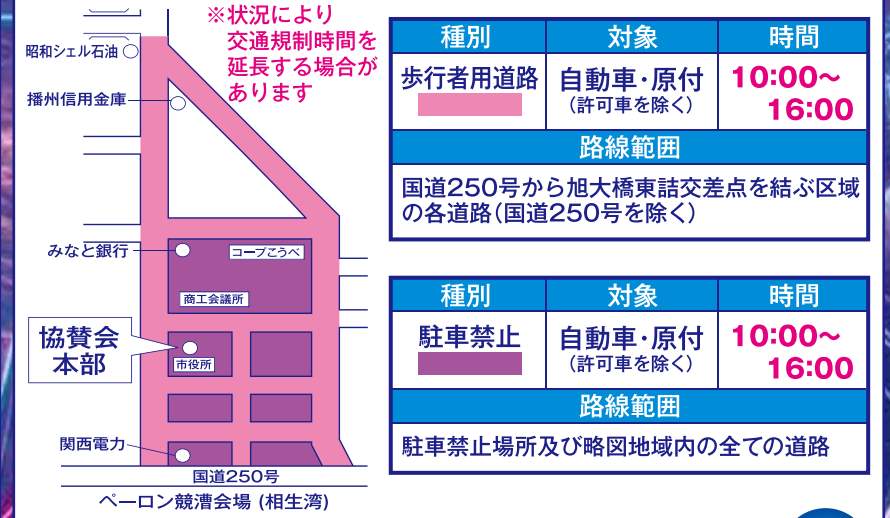 ※状況により
交通規制時間を
延長する場合が
あります
昭和シェル石油
播州信用金庫
みなと銀行
コープこうべ
商工会議所
協賛会
本部
市役所
関西電力
国道250号
ペーロン競漕会場 (相生湾)
種別 対象 時間
歩行者用道路 自動車・原付 (許可車を除く) 10:00〜
16:00
路線範囲
国道250号から旭大橋東詰交差点を結ぶ区域
の各道路(国道250号を除く)
種別 対象 時間
駐車禁止 自動車・原付 (許可車を除く) 10:00〜
16:00
路線範囲
駐車禁止場所及び略図地域内の全ての道路